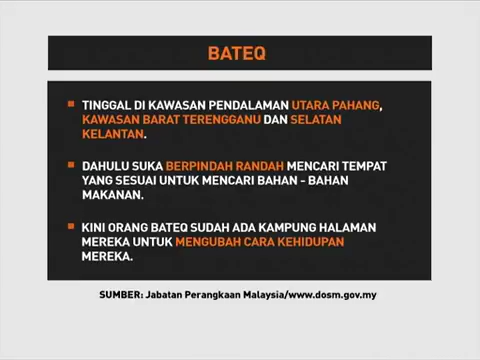 BATEQ
TINGGAL DI KAWASAN PENDALAMAN UTARA PAHANG,
KAWASAN BARAT TERENGGANU DAN SELATAN
KELANTAN.
DAHULU SUKA BERPINDAH RANDAH MENCARI TEMPAT
YANG SESUAI UNTUK MENCARI BAHAN - BAHAN
MAKANAN.
KINI ORANG BATEQ SUDAH ADA KAMPUNG HALAMAN
MEREKA UNTUK MENGUBAH CARA KEHIDUPAN
MEREKA.
SUMBER: Jabatan Perangkaan Malaysia/www.dosm.gov.my